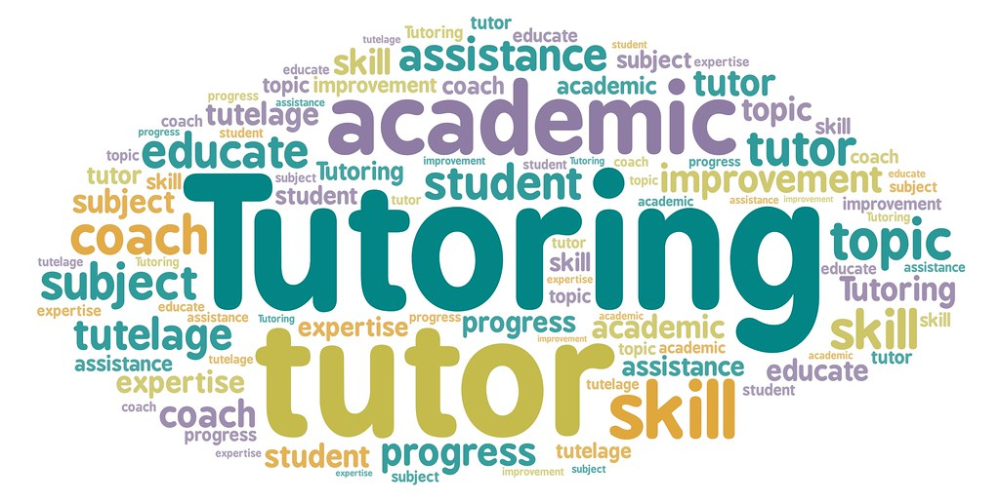 tutor
Tutoring educate
tutelage
skill assistance student
educate subject expertise
topic improvement coach academic tutor
progress assistance academic topic
coach tutelage skill
progress student
topic educate improvement student Tutoring coach progress tutor coach
tutor skill subject Tutoring student topic improvement educate
subject student tutor academic assistance improvement improvement subject
Tutoring
coach Tutoring tutor topic
tutelage Tutoring skill educate assistance
subject expertise Tutoring
expertise educate topic
assistance Tutoring expertise progress progress academic skill skill
tutelage improvement academic
tutor topic academic
assistance tutelage assistance academic tutor
expertise tutelage educate
coach coach skill student
progress
expertise student progress tutelage
expertise subject improvement subject